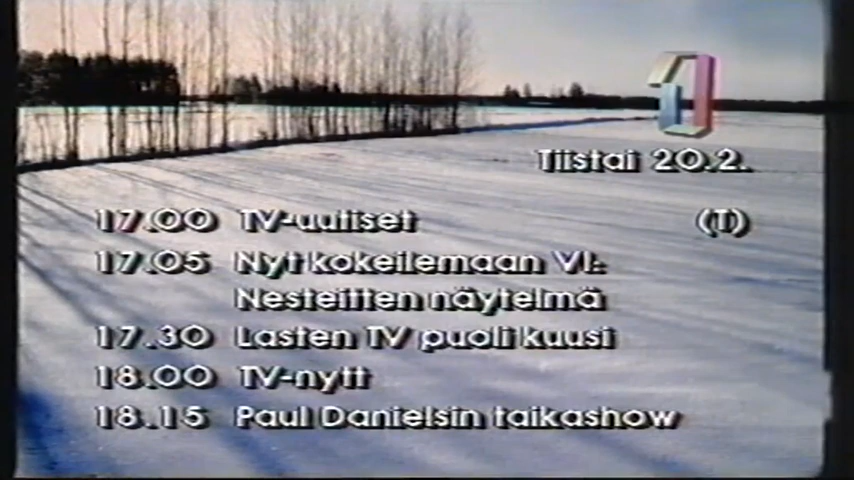 1
Tiistai 20.2.
17.00 TV-uutiset (T)
17.05 Nyt kokeilemaan VI:
Nesteitten näytelmä
17.30 Lasten TV puoli kuusi
18.00 TV-nytt
18.15 Paul Danielsin taikashow